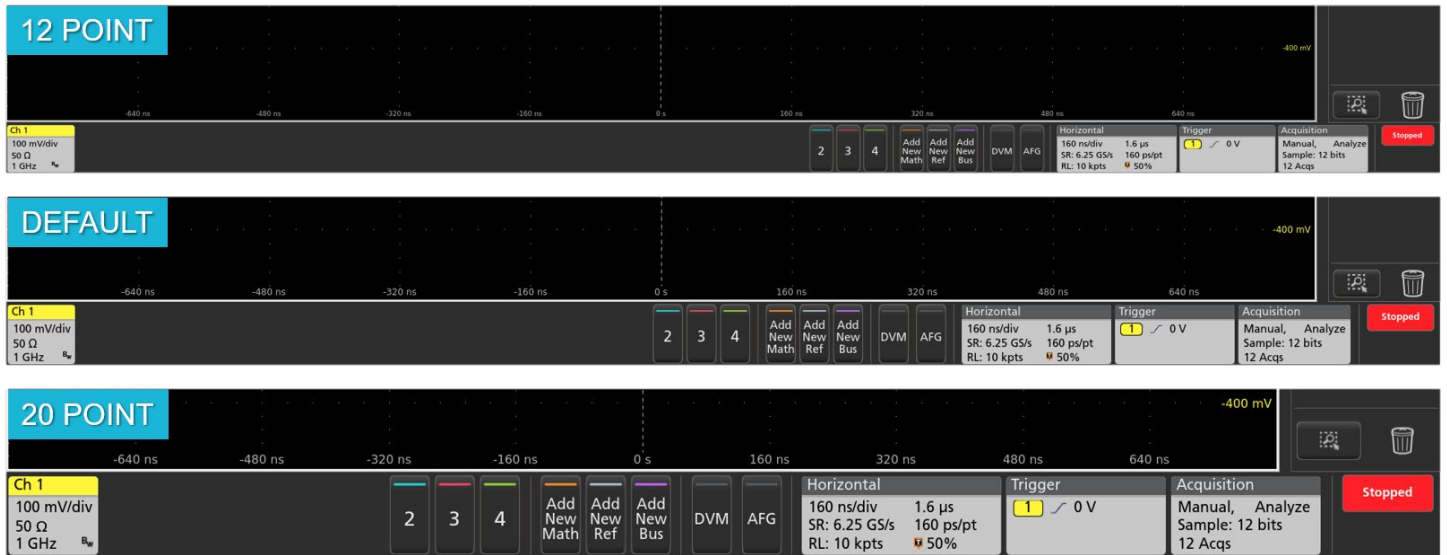 12 POINT
-400 mV
-640 ns -480 ns -320 ns -160 ns 0 s 160 ns 320 ns 480 ns 640 ns
Ch 1
100 mV/div
50 Ω
1 GHz Bw
2 3 4
Add New Math
Add New Ref
Add New Bus
DVM AFG
Horizontal
160 ns/div 1.6 µs
SR: 6.25 GS/s 160 ps/pt
RL: 10 kpts 50%
Trigger
1 0 V
Acquisition
Manual, Analyze
Sample: 12 bits
12 Acqs
Stopped
DEFAULT
-400 mV
-640 ns -480 ns -320 ns -160 ns 0 s 160 ns 320 ns 480 ns 640 ns
Ch 1
100 mV/div
50 Ω
1 GHz Bw
2 3 4
Add New Math
Add New Ref
Add New Bus
DVM AFG
Horizontal
160 ns/div 1.6 µs
SR: 6.25 GS/s 160 ps/pt
RL: 10 kpts 50%
Trigger
1 0 V
Acquisition
Manual, Analyze
Sample: 12 bits
12 Acqs
Stopped
20 POINT
-400 mV
-640 ns -480 ns -320 ns -160 ns 0 s 160 ns 320 ns 480 ns 640 ns
Ch 1
100 mV/div
50 Ω
1 GHz Bw
2 3 4
Add New Math
Add New Ref
Add New Bus
DVM AFG
Horizontal
160 ns/div 1.6 µs
SR: 6.25 GS/s 160 ps/pt
RL: 10 kpts 50%
Trigger
1 0 V
Acquisition
Manual, Analyze
Sample: 12 bits
12 Acqs
Stopped